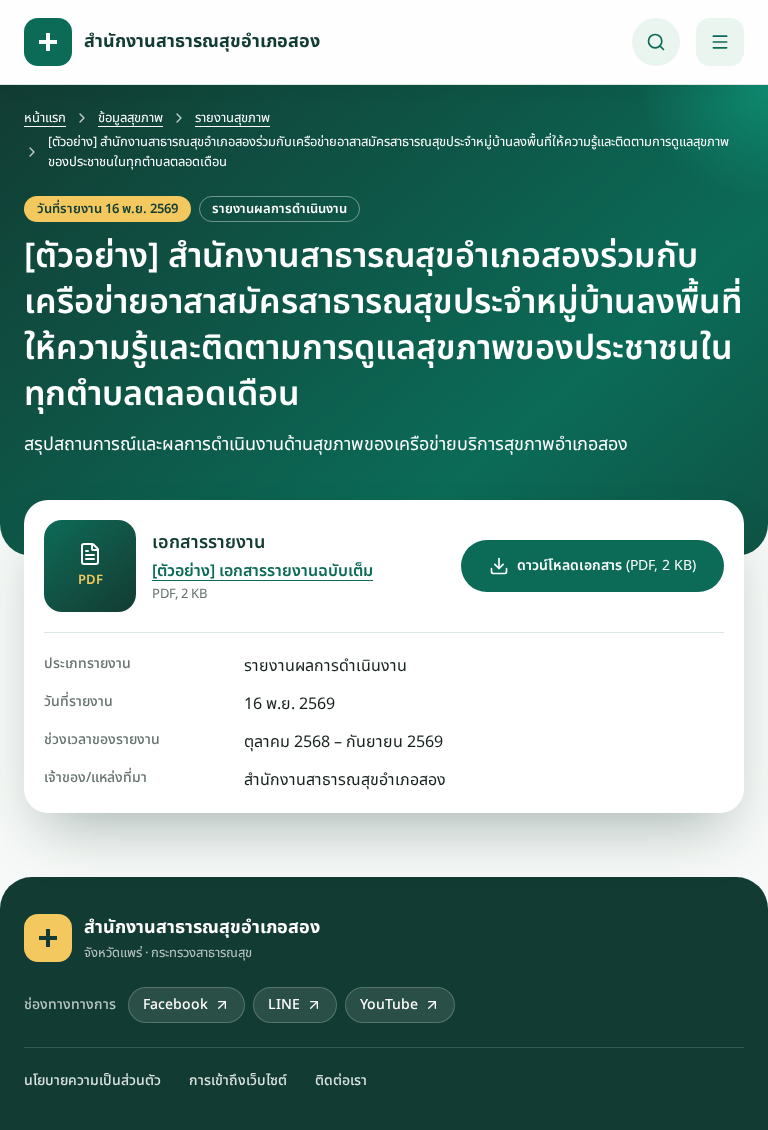 สำนักงานสาธารณสุขอำเภอสอง
หน้าแรก
ข้อมูลสุขภาพ
รายงานสุขภาพ
[ตัวอย่าง] สำนักงานสาธารณสุขอำเภอสองร่วมกับเครือข่ายอาสาสมัครสาธารณสุขประจำหมู่บ้านลงพื้นที่ให้ความรู้และติดตามการดูแลสุขภาพ
ของประชาชนในทุกตำบลตลอดเดือน
วันที่รายงาน 16 พ.ย. 2569
รายงานผลการดำเนินงาน
[ตัวอย่าง] สำนักงานสาธารณสุขอำเภอสองร่วมกับ
เครือข่ายอาสาสมัครสาธารณสุขประจำหมู่บ้านลงพื้นที่
ให้ความรู้และติดตามการดูแลสุขภาพของประชาชนใน
ทุกตำบลตลอดเดือน
สรุปสถานการณ์และผลการดำเนินงานด้านสุขภาพของเครือข่ายบริการสุขภาพอำเภอสอง
PDF
เอกสารรายงาน
[ตัวอย่าง] เอกสารรายงานฉบับเต็ม
PDF, 2 KB
ดาวน์โหลดเอกสาร (PDF, 2 KB)
ประเภทรายงาน
รายงานผลการดำเนินงาน
วันที่รายงาน
16 พ.ย. 2569
ช่วงเวลาของรายงาน
ตุลาคม 2568 – กันยายน 2569
เจ้าของ/แหล่งที่มา
สำนักงานสาธารณสุขอำเภอสอง
สำนักงานสาธารณสุขอำเภอสอง
จังหวัดแพร่ · กระทรวงสาธารณสุข
ช่องทางทางการ
Facebook
LINE
YouTube
นโยบายความเป็นส่วนตัว
การเข้าถึงเว็บไซต์
ติดต่อเรา